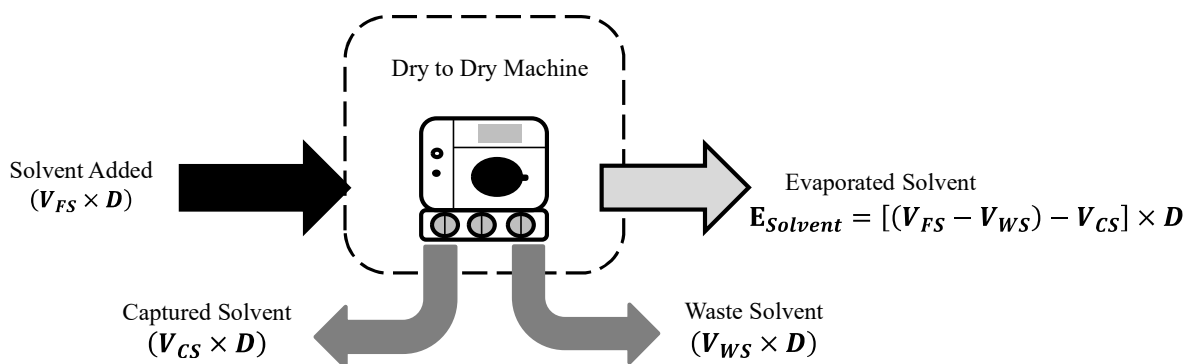 Dry to Dry Machine
Solvent Added
(V_FS × D)
Evaporated Solvent
E_Solvent = [(V_FS − V_WS) − V_CS] × D
Captured Solvent
(V_CS × D)
Waste Solvent
(V_WS × D)